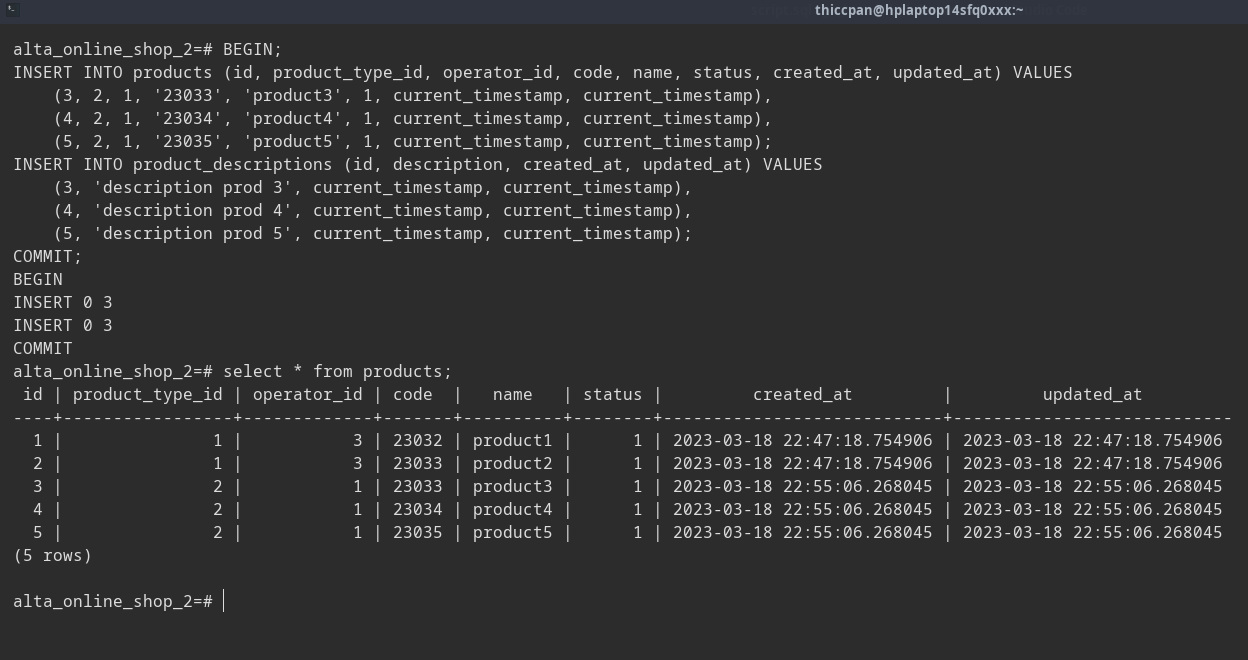 thiccpan@hplaptop14sfq0xxx:~
alta_online_shop_2=# BEGIN;
INSERT INTO products (id, product_type_id, operator_id, code, name, status, created_at, updated_at) VALUES
    (3, 2, 1, '23033', 'product3', 1, current_timestamp, current_timestamp),
    (4, 2, 1, '23034', 'product4', 1, current_timestamp, current_timestamp),
    (5, 2, 1, '23035', 'product5', 1, current_timestamp, current_timestamp);
INSERT INTO product_descriptions (id, description, created_at, updated_at) VALUES
    (3, 'description prod 3', current_timestamp, current_timestamp),
    (4, 'description prod 4', current_timestamp, current_timestamp),
    (5, 'description prod 5', current_timestamp, current_timestamp);
COMMIT;
BEGIN
INSERT 0 3
INSERT 0 3
COMMIT
alta_online_shop_2=# select * from products;
 id | product_type_id | operator_id | code  |   name   | status |         created_at         |         updated_at
----+-----------------+-------------+-------+----------+--------+----------------------------+----------------------------
  1 |               1 |           3 | 23032 | product1 |      1 | 2023-03-18 22:47:18.754906 | 2023-03-18 22:47:18.754906
  2 |               1 |           3 | 23033 | product2 |      1 | 2023-03-18 22:47:18.754906 | 2023-03-18 22:47:18.754906
  3 |               2 |           1 | 23033 | product3 |      1 | 2023-03-18 22:55:06.268045 | 2023-03-18 22:55:06.268045
  4 |               2 |           1 | 23034 | product4 |      1 | 2023-03-18 22:55:06.268045 | 2023-03-18 22:55:06.268045
  5 |               2 |           1 | 23035 | product5 |      1 | 2023-03-18 22:55:06.268045 | 2023-03-18 22:55:06.268045
(5 rows)
alta_online_shop_2=#